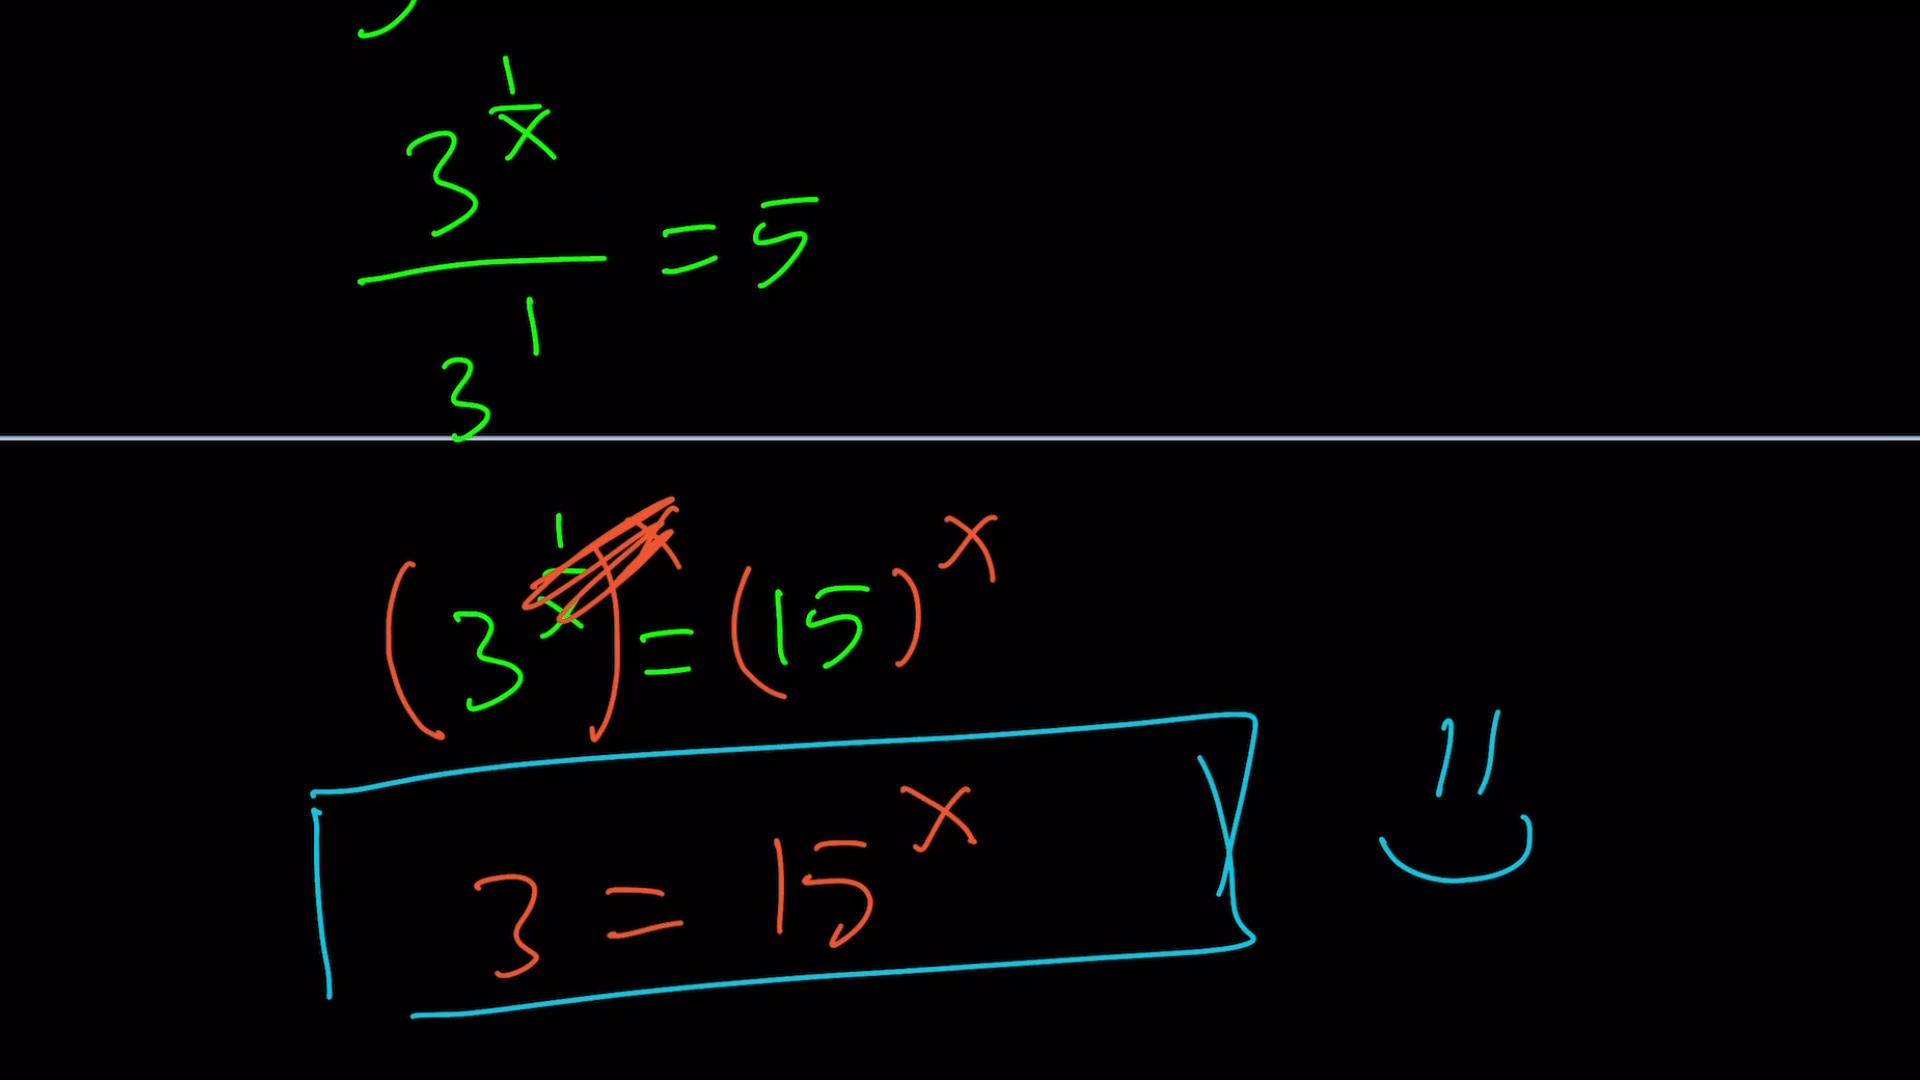 3^(1/x) / 3^1 = 5
(3^(1/x))^x = (15)^x
3 = 15^x